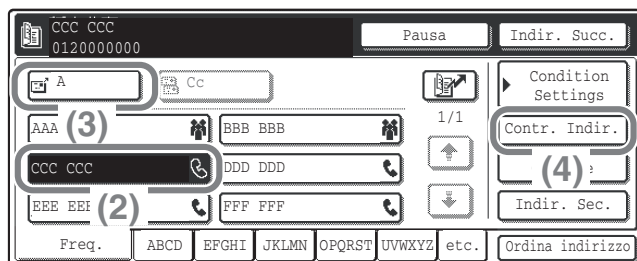 CCC CCC
0120000000
Pausa
Indir. Succ.
A
Cc
Condition
Settings
(3)
1/1
AAA
BBB BBB
Contr. Indir.
CCC CCC
DDD DDD
(4)
(2)
EEE
FFF FFF
Indir. Sec.
Freq.
ABCD
EFGHI
JKLMN
OPQRST
UVWXYZ
etc.
Ordina indirizzo